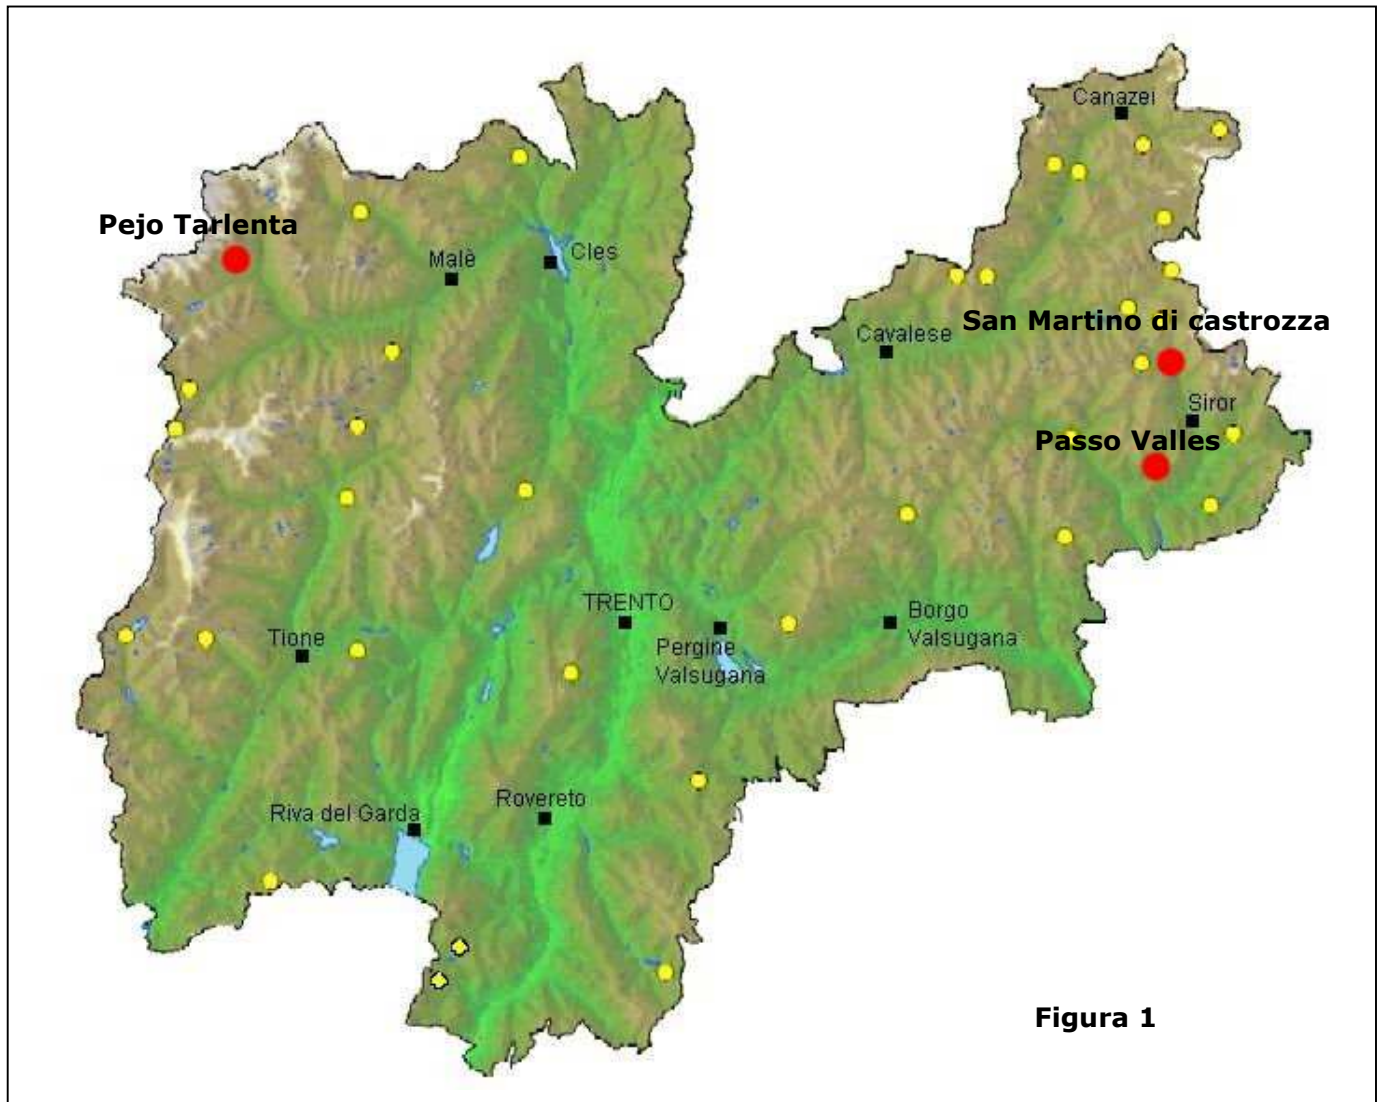 Canazei
Pejo Tarlenta
Malè
Cles
San Martino di castrozza
Cavalese
Siror
Passo Valles
TRENTO
Borgo
Valsugana
Tione
Pergine
Valsugana
Riva del Garda
Rovereto
Figura 1